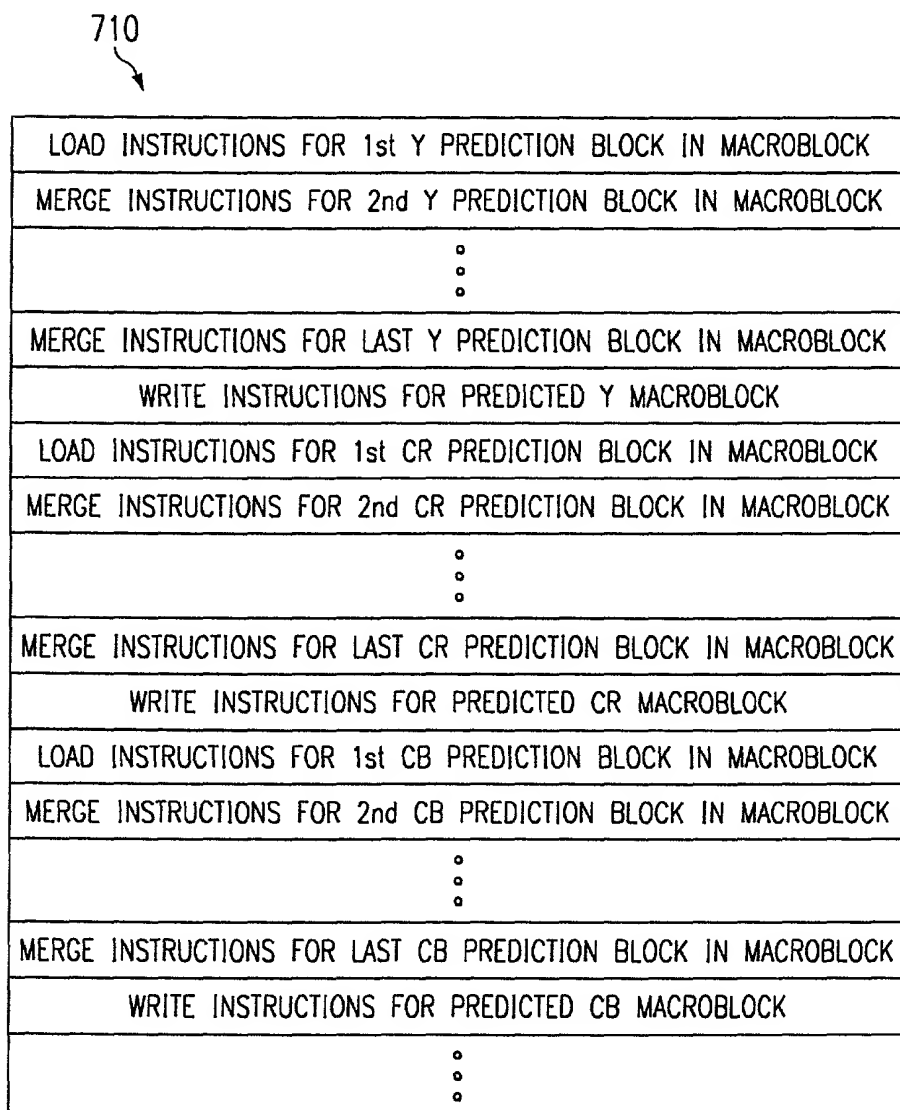 710
LOAD INSTRUCTIONS FOR 1st Y PREDICTION BLOCK IN MACROBLOCK
MERGE INSTRUCTIONS FOR 2nd Y PREDICTION BLOCK IN MACROBLOCK
MERGE INSTRUCTIONS FOR LAST Y PREDICTION BLOCK IN MACROBLOCK
WRITE INSTRUCTIONS FOR PREDICTED Y MACROBLOCK
LOAD INSTRUCTIONS FOR 1st CR PREDICTION BLOCK IN MACROBLOCK
MERGE INSTRUCTIONS FOR 2nd CR PREDICTION BLOCK IN MACROBLOCK
MERGE INSTRUCTIONS FOR LAST CR PREDICTION BLOCK IN MACROBLOCK
WRITE INSTRUCTIONS FOR PREDICTED CR MACROBLOCK
LOAD INSTRUCTIONS FOR 1st CB PREDICTION BLOCK IN MACROBLOCK
MERGE INSTRUCTIONS FOR 2nd CB PREDICTION BLOCK IN MACROBLOCK
MERGE INSTRUCTIONS FOR LAST CB PREDICTION BLOCK IN MACROBLOCK
WRITE INSTRUCTIONS FOR PREDICTED CB MACROBLOCK